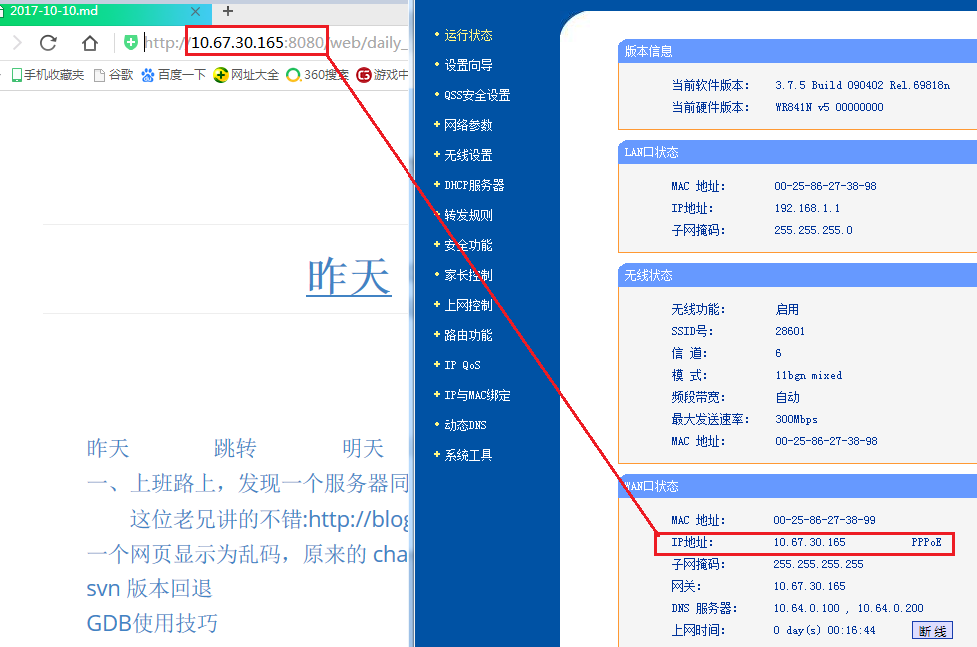 2017-10-10.md
http://10.67.30.165:8080/web/daily_
手机收藏夹 谷歌 百度一下 网址大全 360搜索 游戏中
昨天
昨天 跳转 明天
一、上班路上，发现一个服务器同
这位老兄讲的不错:http://blog
一个网页显示为乱码，原来的 cha
svn 版本回退
GDB使用技巧
运行状态
设置向导
QSS安全设置
网络参数
无线设置
DHCP服务器
转发规则
安全功能
家长控制
上网控制
路由功能
IP QoS
IP与MAC绑定
动态DNS
系统工具
版本信息
当前软件版本： 3.7.5 Build 090402 Rel.69818n
当前硬件版本： WR841N v5 00000000
LAN口状态
MAC 地址： 00-25-86-27-38-98
IP地址： 192.168.1.1
子网掩码： 255.255.255.0
无线状态
无线功能： 启用
SSID号： 28601
信 道： 6
模 式： 11bgn mixed
频段带宽： 自动
最大发送速率： 300Mbps
MAC 地址： 00-25-86-27-38-98
WAN口状态
MAC 地址： 00-25-86-27-38-99
IP地址： 10.67.30.165 PPPoE
子网掩码： 255.255.255.255
网关： 10.67.30.165
DNS 服务器： 10.64.0.100 , 10.64.0.200
上网时间： 0 day(s) 00:16:44 断 线